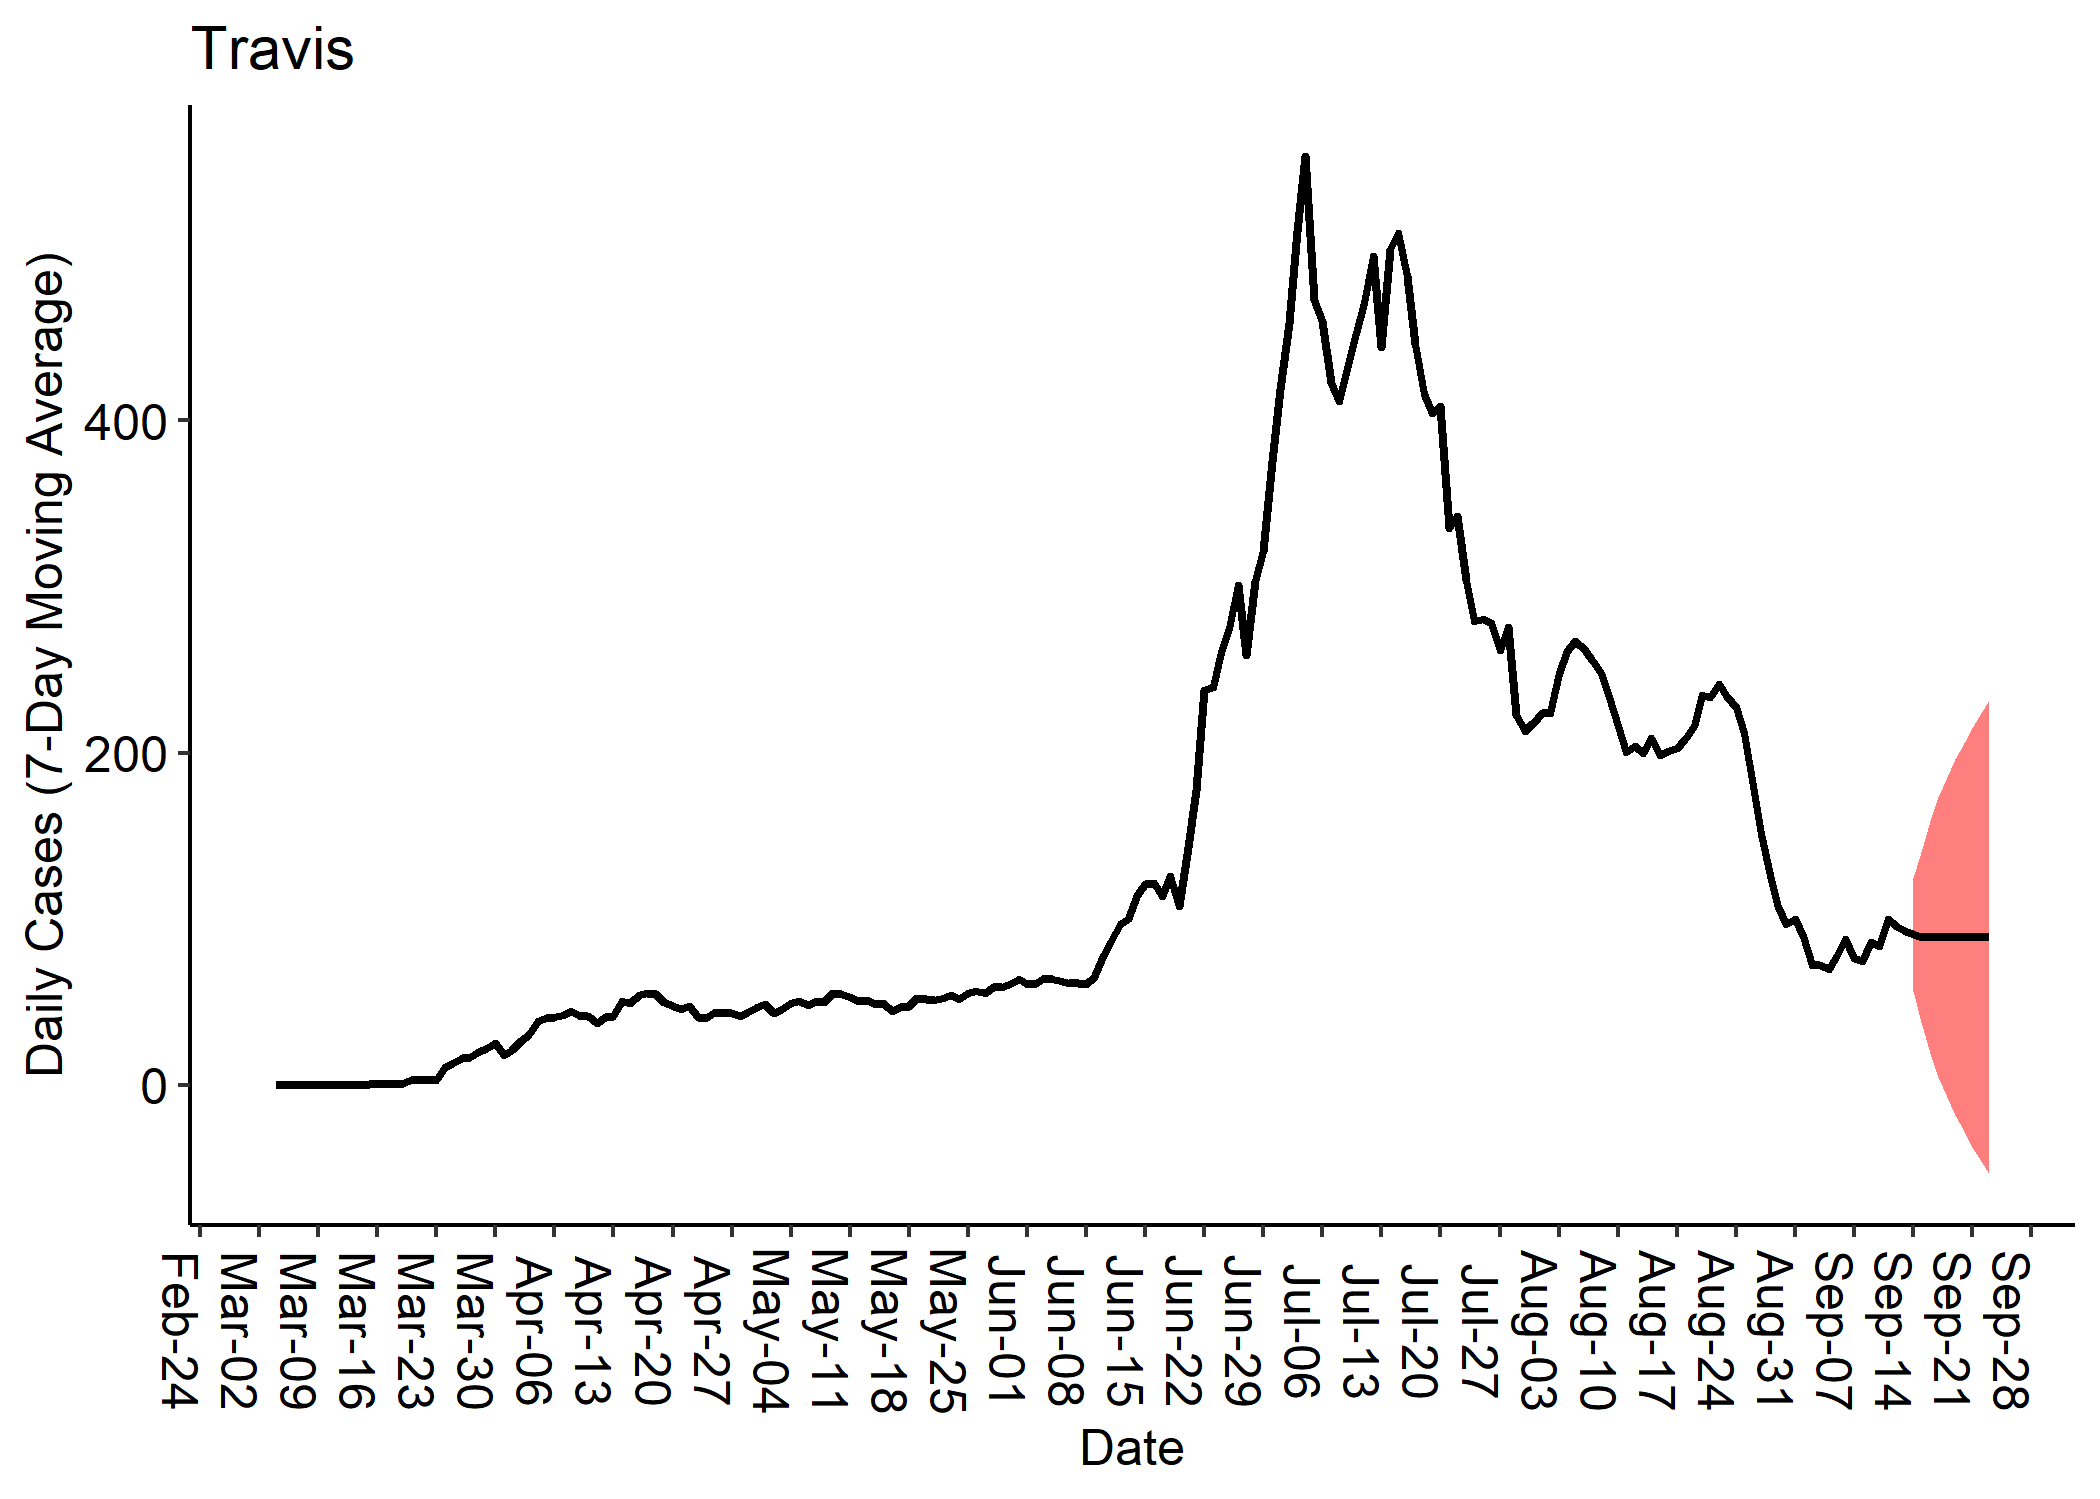 Travis
Daily Cases (7-Day Moving Average)
400
200
0
Feb-24
Mar-02
Mar-09
Mar-16
Mar-23
Mar-30
Apr-06
Apr-13
Apr-20
Apr-27
May-04
May-11
May-18
May-25
Jun-01
Jun-08
Jun-15
Jun-22
Jun-29
Jul-06
Jul-13
Jul-20
Jul-27
Aug-03
Aug-10
Aug-17
Aug-24
Aug-31
Sep-07
Sep-14
Sep-21
Sep-28
Date